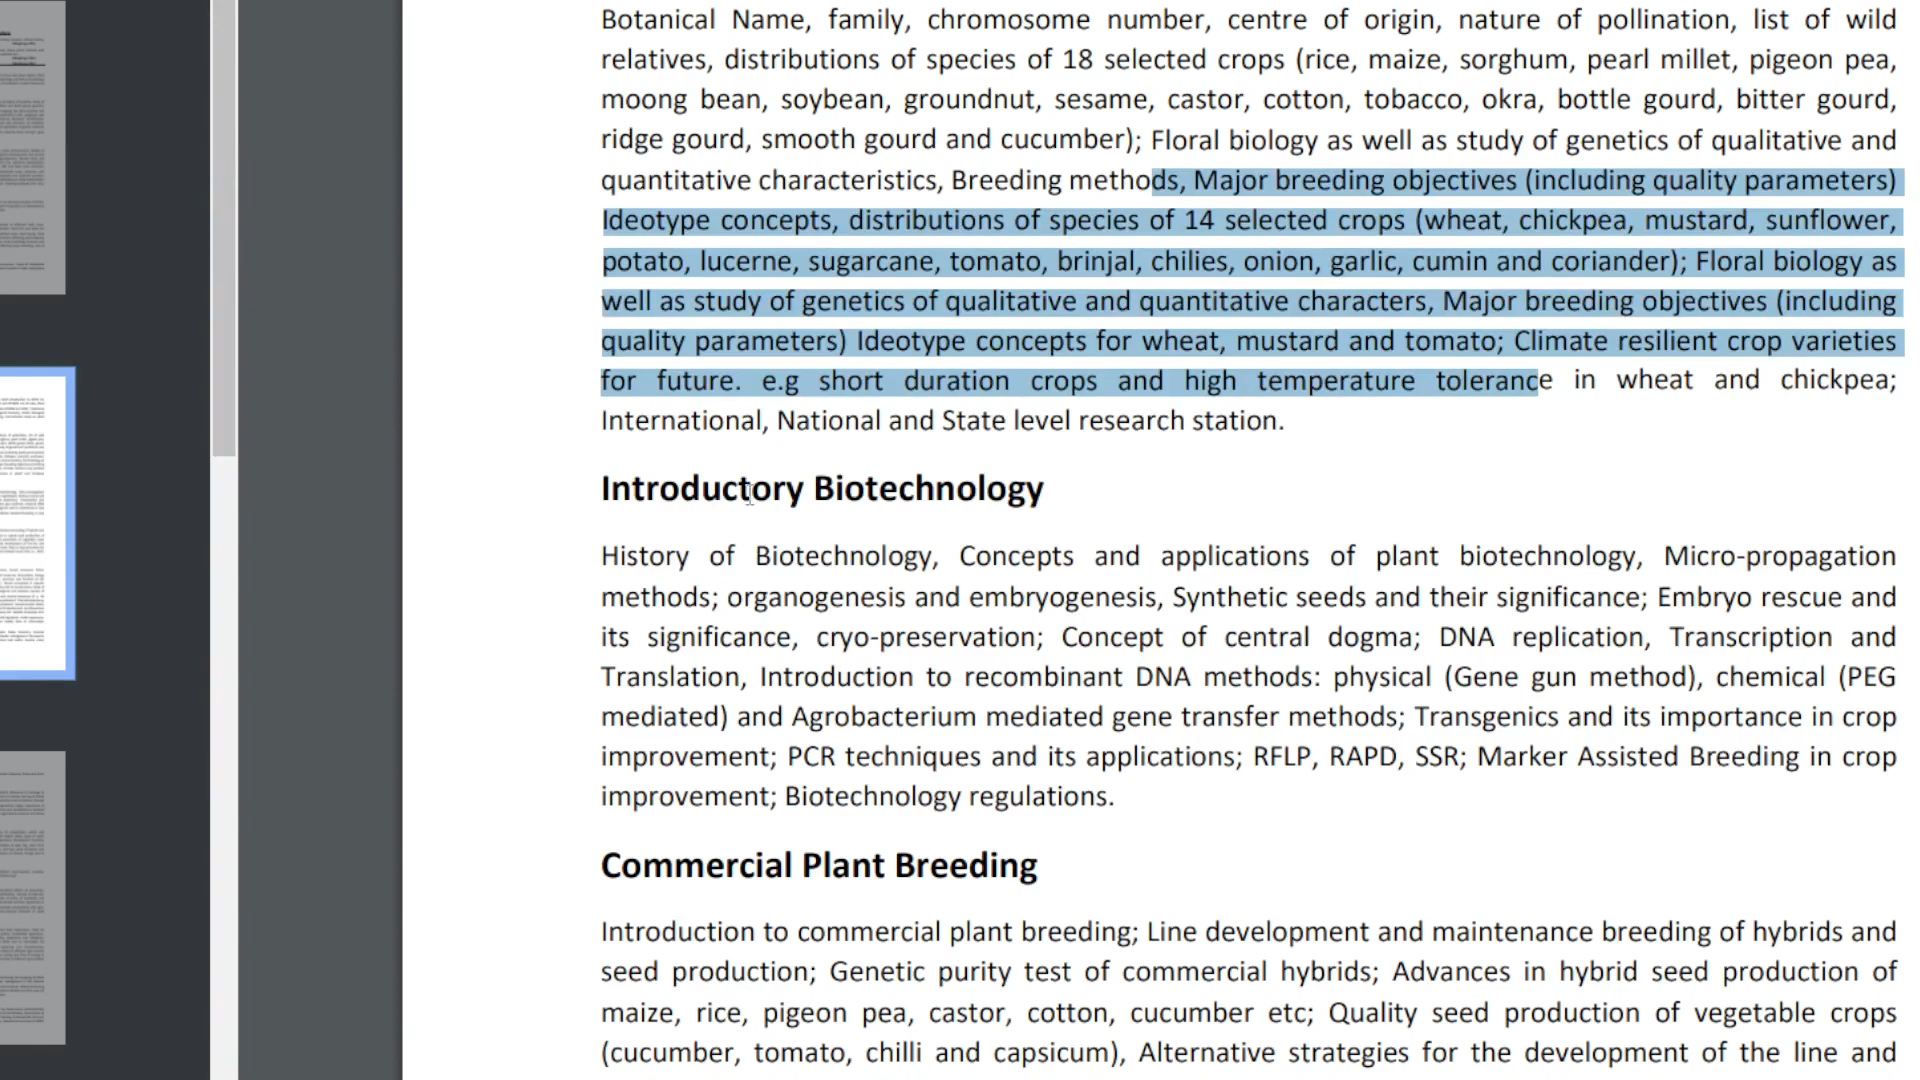 Botanical Name, family, chromosome number, centre of origin, nature of pollination, list of wild
relatives, distributions of species of 18 selected crops (rice, maize, sorghum, pearl millet, pigeon pea,
moong bean, soybean, groundnut, sesame, castor, cotton, tobacco, okra, bottle gourd, bitter gourd,
ridge gourd, smooth gourd and cucumber); Floral biology as well as study of genetics of qualitative and
quantitative characteristics, Breeding methods, Major breeding objectives (including quality parameters)
Ideotype concepts, distributions of species of 14 selected crops (wheat, chickpea, mustard, sunflower,
potato, lucerne, sugarcane, tomato, brinjal, chilies, onion, garlic, cumin and coriander); Floral biology as
well as study of genetics of qualitative and quantitative characters, Major breeding objectives (including
quality parameters) Ideotype concepts for wheat, mustard and tomato; Climate resilient crop varieties
for future. e.g short duration crops and high temperature tolerance in wheat and chickpea;
International, National and State level research station.
Introductory Biotechnology
History of Biotechnology, Concepts and applications of plant biotechnology, Micro-propagation
methods; organogenesis and embryogenesis, Synthetic seeds and their significance; Embryo rescue and
its significance, cryo-preservation; Concept of central dogma; DNA replication, Transcription and
Translation, Introduction to recombinant DNA methods: physical (Gene gun method), chemical (PEG
mediated) and Agrobacterium mediated gene transfer methods; Transgenics and its importance in crop
improvement; PCR techniques and its applications; RFLP, RAPD, SSR; Marker Assisted Breeding in crop
improvement; Biotechnology regulations.
Commercial Plant Breeding
Introduction to commercial plant breeding; Line development and maintenance breeding of hybrids and
seed production; Genetic purity test of commercial hybrids; Advances in hybrid seed production of
maize, rice, pigeon pea, castor, cotton, cucumber etc; Quality seed production of vegetable crops
(cucumber, tomato, chilli and capsicum), Alternative strategies for the development of the line and